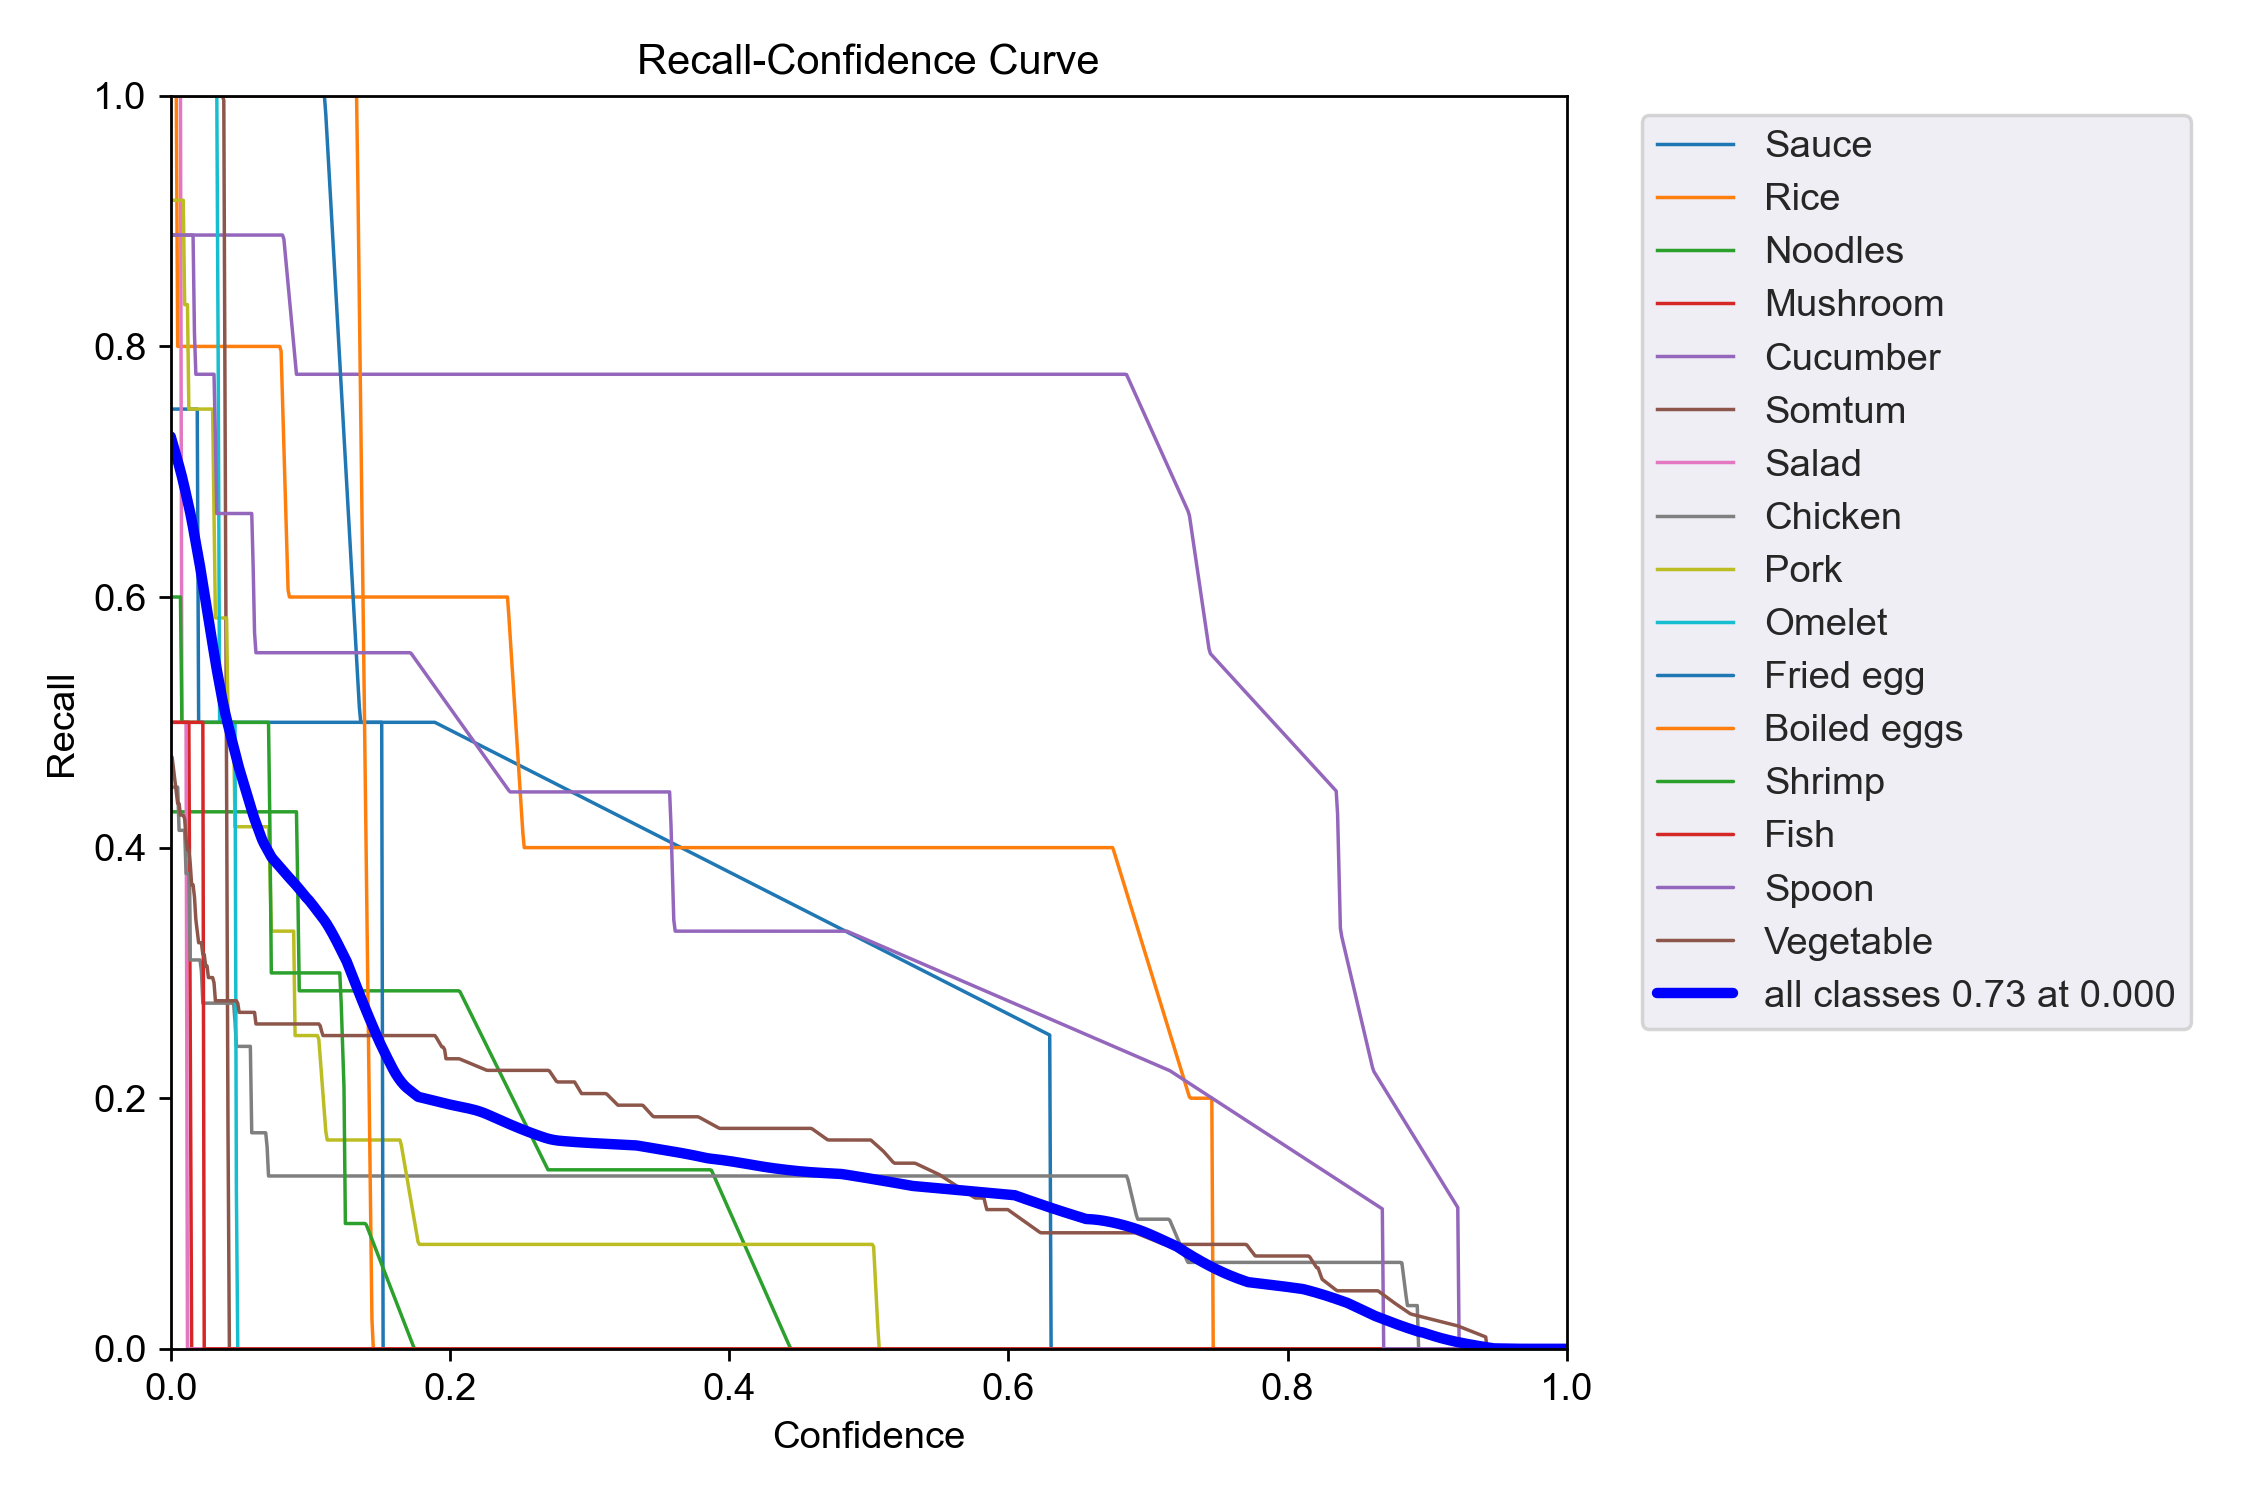 Recall-Confidence Curve
1.0
0.8
0.6
0.4
0.2
0.0
Recall
0.0 0.2 0.4 0.6 0.8 1.0
Confidence
Sauce
Rice
Noodles
Mushroom
Cucumber
Somtum
Salad
Chicken
Pork
Omelet
Fried egg
Boiled eggs
Shrimp
Fish
Spoon
Vegetable
all classes 0.73 at 0.000